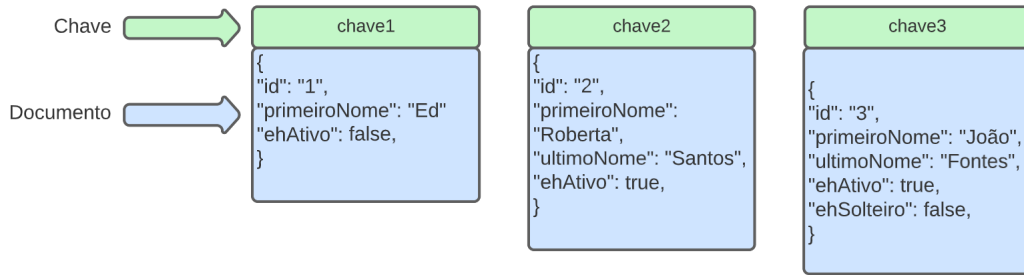 Chave
chave1
chave2
chave3
Documento
{
"id": "1",
"primeiroNome": "Ed"
"ehAtivo": false,
}
{
"id": "2",
"primeiroNome":
"Roberta",
"ultimoNome": "Santos",
"ehAtivo": true,
}
{
"id": "3",
"primeiroNome": "João",
"ultimoNome": "Fontes",
"ehAtivo": true,
"ehSolteiro": false,
}